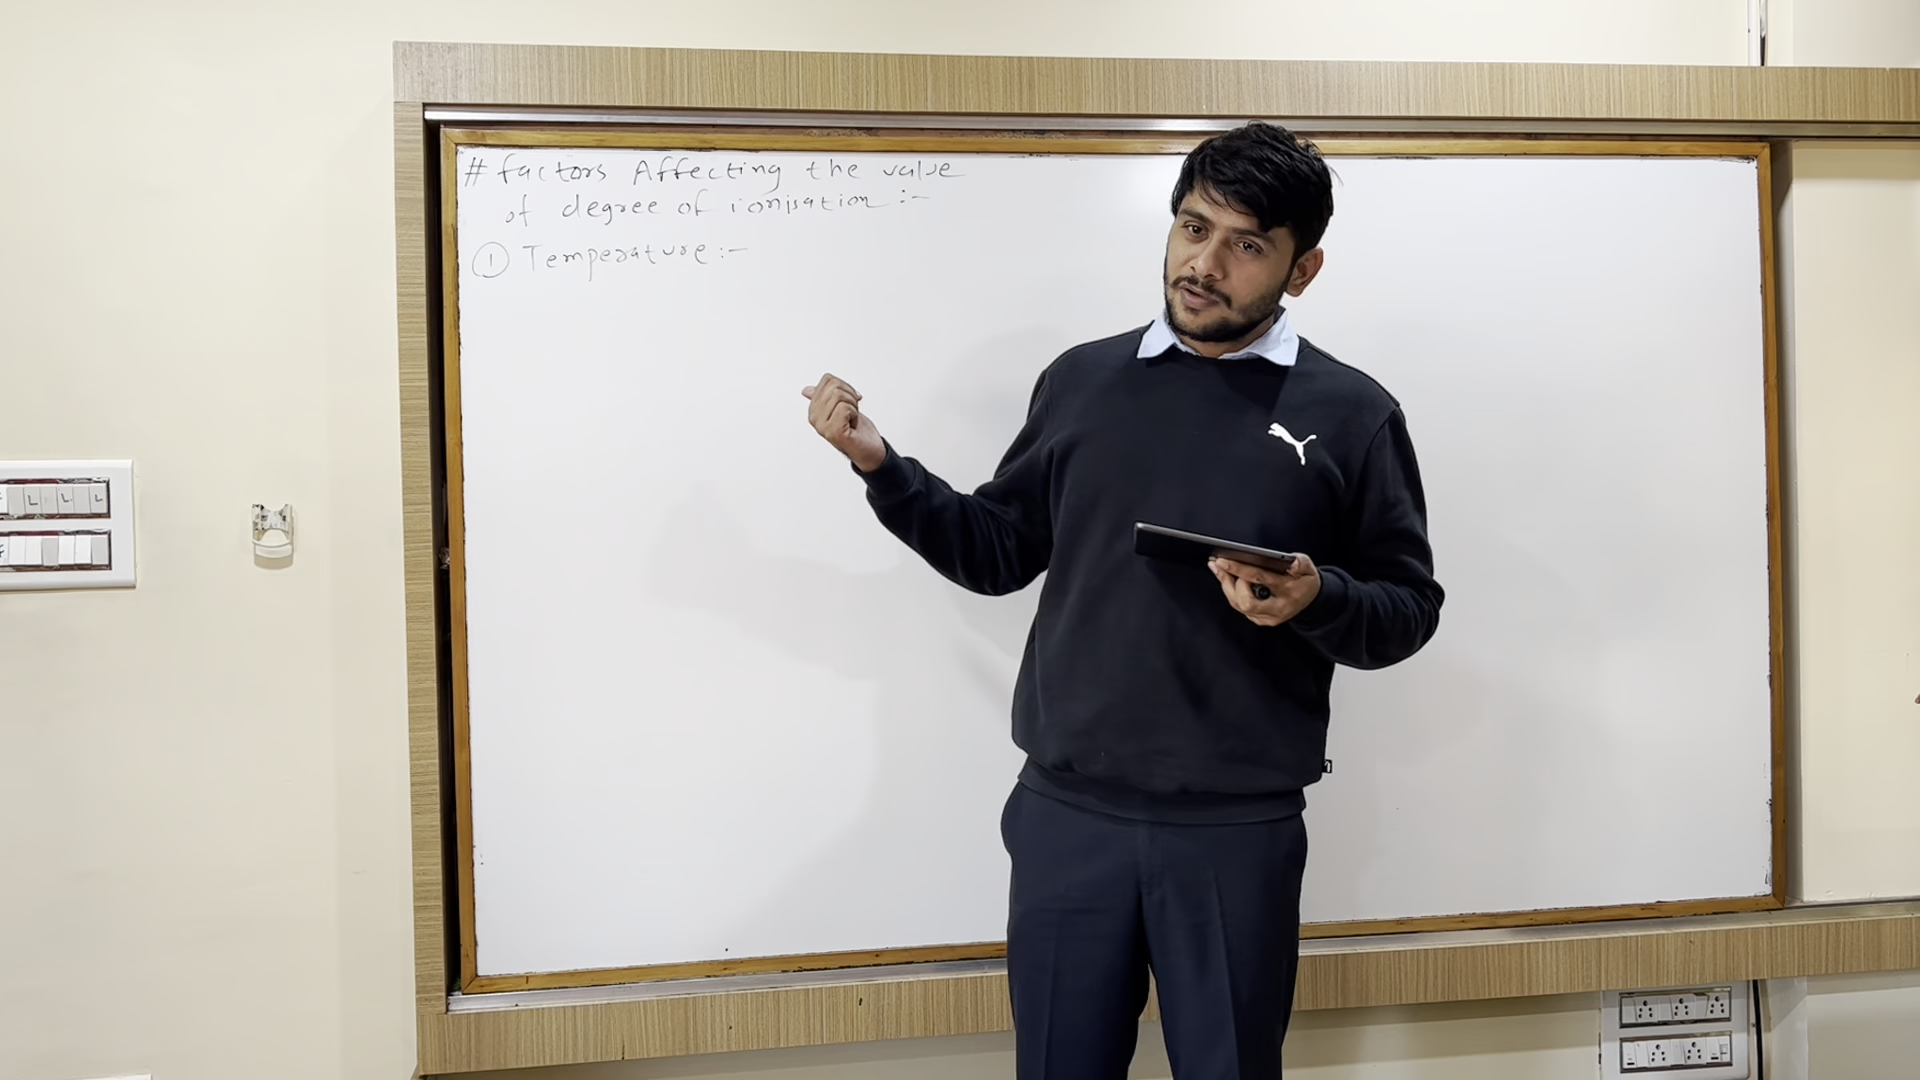 # factors Affecting the value
of degree of ionisation :-
① Temperature :-